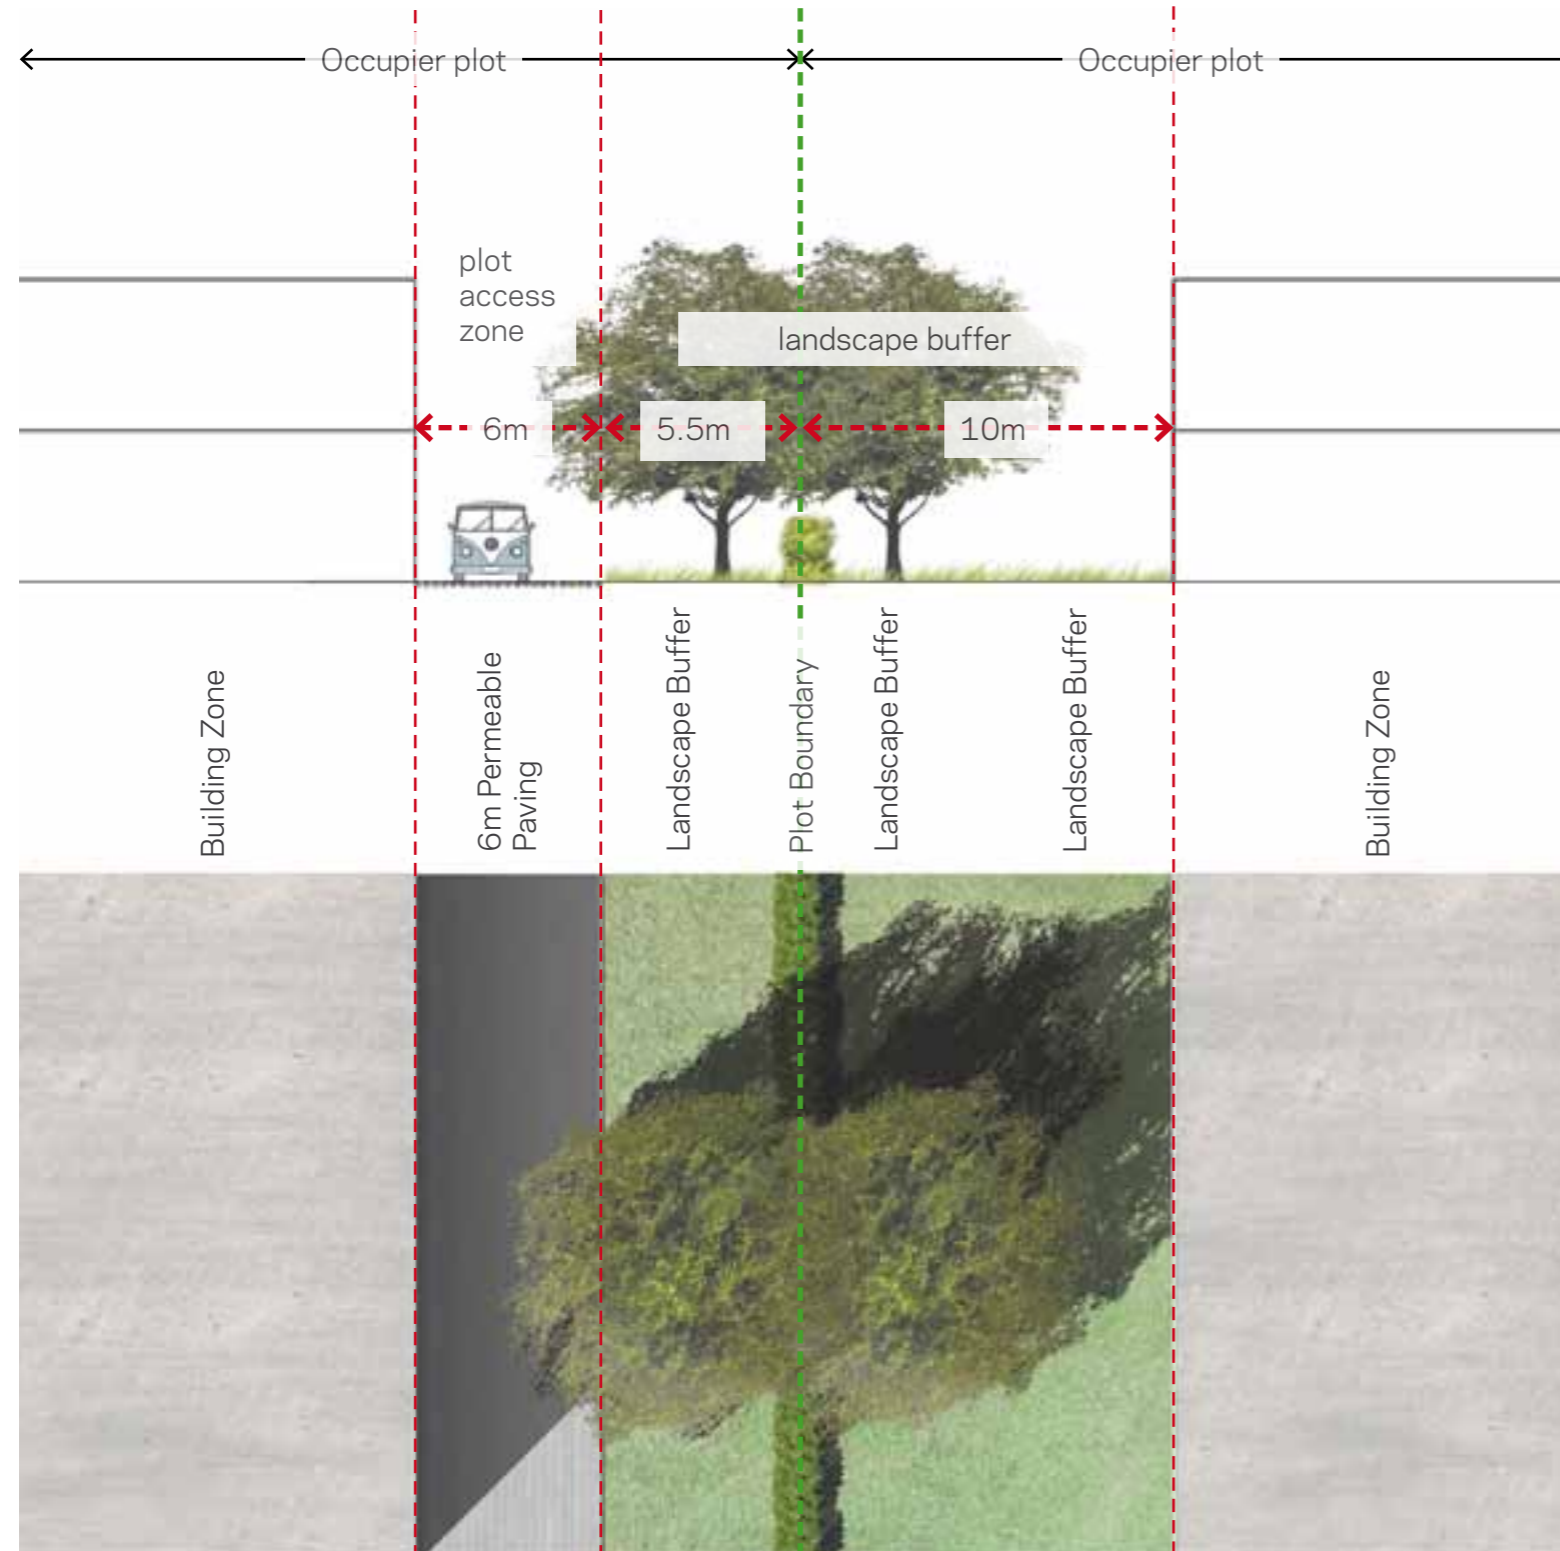 Occupier plot
Occupier plot
plot
access
zone
landscape buffer
6m
5.5m
10m
Building Zone
6m Permeable
Paving
Landscape Buffer
Plot Boundary
Landscape Buffer
Landscape Buffer
Building Zone